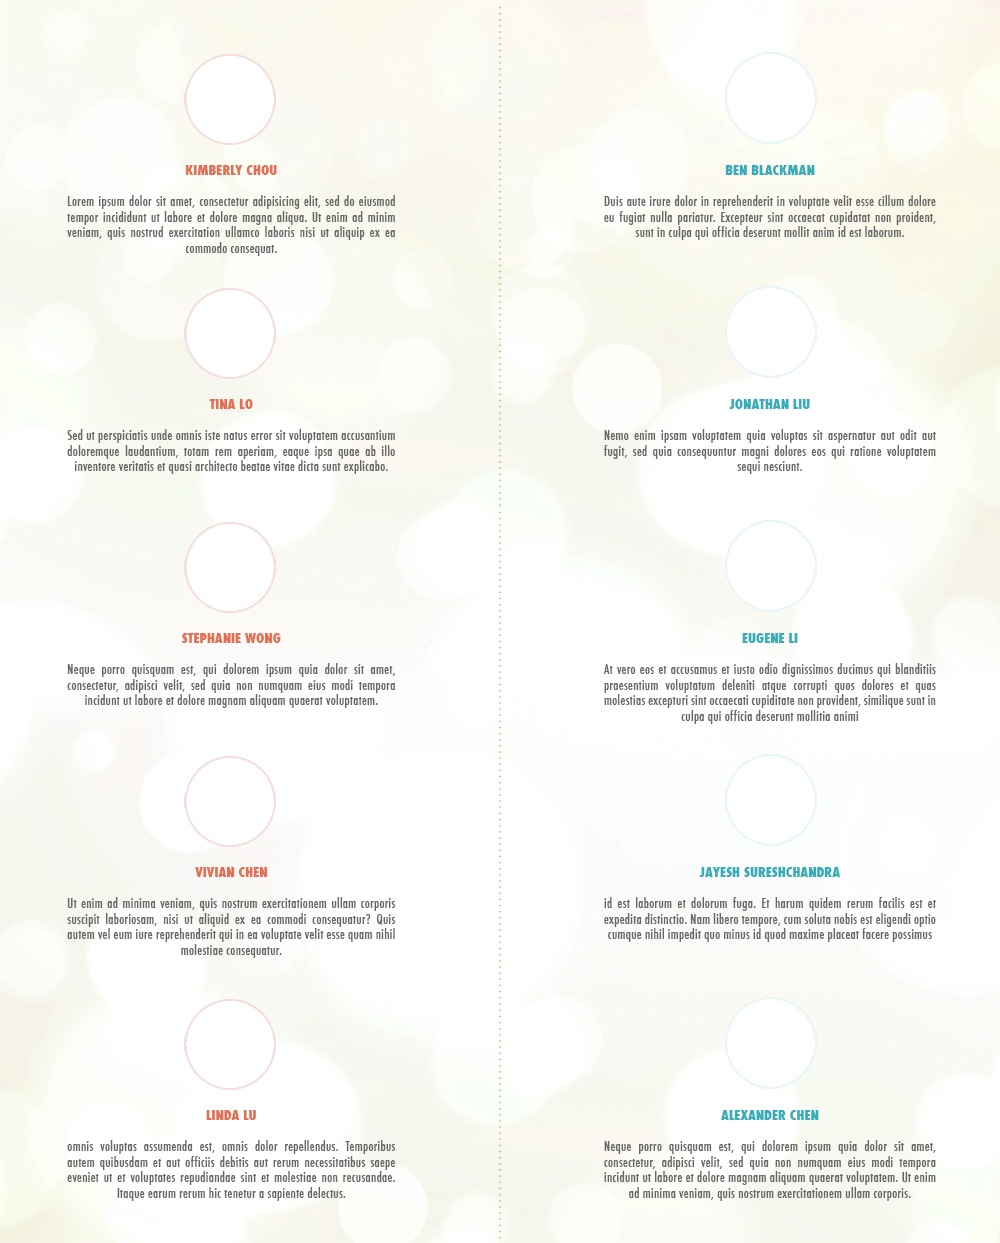 KIMBERLY CHOU
Lorem ipsum dolor sit amet, consectetur adipisicing elit, sed do eiusmod
tempor incididunt ut labore et dolore magna aliqua. Ut enim ad minim
veniam, quis nostrud exercitation ullamco laboris nisi ut aliquip ex ea
commodo consequat.
TINA LO
Sed ut perspiciatis unde omnis iste natus error sit voluptatem accusantium
doloremque laudantium, totam rem aperiam, eaque ipsa quae ab illo
inventore veritatis et quasi architecto beatae vitae dicta sunt explicabo.
STEPHANIE WONG
Neque porro quisquam est, qui dolorem ipsum quia dolor sit amet,
consectetur, adipisci velit, sed quia non numquam eius modi tempora
incidunt ut labore et dolore magnam aliquam quaerat voluptatem.
VIVIAN CHEN
Ut enim ad minima veniam, quis nostrum exercitationem ullam corporis
suscipit laboriosam, nisi ut aliquid ex ea commodi consequatur? Quis
autem vel eum iure reprehenderit qui in ea voluptate velit esse quam nihil
molestiae consequatur.
LINDA LU
omnis voluptas assumenda est, omnis dolor repellendus. Temporibus
autem quibusdam et aut officiis debitis aut rerum necessitatibus saepe
eveniet ut et voluptates repudiandae sint et molestiae non recusandae.
Itaque earum rerum hic tenetur a sapiente delectus.
BEN BLACKMAN
Duis aute irure dolor in reprehenderit in voluptate velit esse cillum dolore
eu fugiat nulla pariatur. Excepteur sint occaecat cupidatat non proident,
sunt in culpa qui officia deserunt mollit anim id est laborum.
JONATHAN LIU
Nemo enim ipsam voluptatem quia voluptas sit aspernatur aut odit aut
fugit, sed quia consequuntur magni dolores eos qui ratione voluptatem
sequi nesciunt.
EUGENE LI
At vero eos et accusamus et iusto odio dignissimos ducimus qui blanditiis
praesentium voluptatum deleniti atque corrupti quos dolores et quas
molestias excepturi sint occaecati cupiditate non provident, similique sunt in
culpa qui officia deserunt mollitia animi
JAYESH SURESHCHANDRA
id est laborum et dolorum fuga. Et harum quidem rerum facilis est et
expedita distinctio. Nam libero tempore, cum soluta nobis est eligendi optio
cumque nihil impedit quo minus id quod maxime placeat facere possimus
ALEXANDER CHEN
Neque porro quisquam est, qui dolorem ipsum quia dolor sit amet,
consectetur, adipisci velit, sed quia non numquam eius modi tempora
incidunt ut labore et dolore magnam aliquam quaerat voluptatem. Ut enim
ad minima veniam, quis nostrum exercitationem ullam corporis.